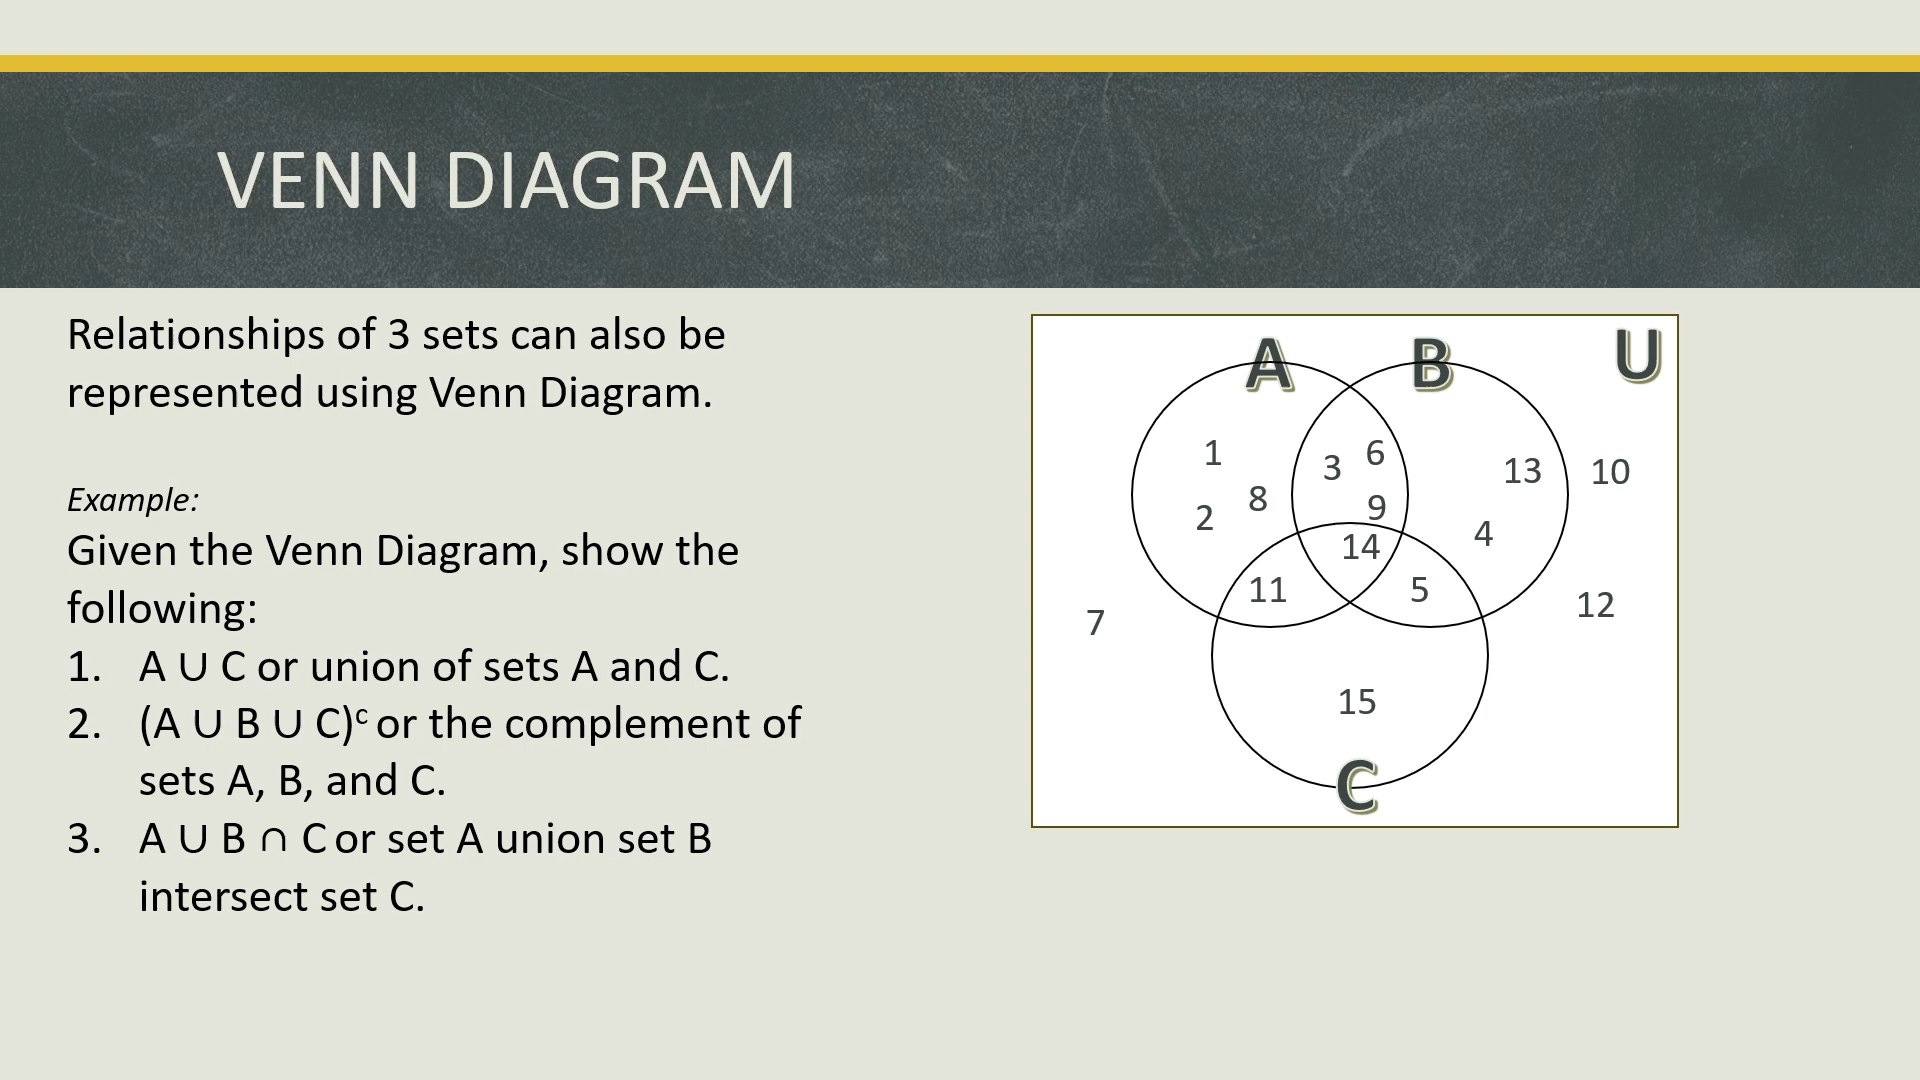 VENN DIAGRAM
Relationships of 3 sets can also be
represented using Venn Diagram.
Example:
Given the Venn Diagram, show the
following:
1. A ∪ C or union of sets A and C.
2. (A ∪ B ∪ C)ᶜ or the complement of
sets A, B, and C.
3. A ∪ B ∩ C or set A union set B
intersect set C.
A B U
1 3 6 13 10
2 8 9 4
14
11 5 12
7
15
C